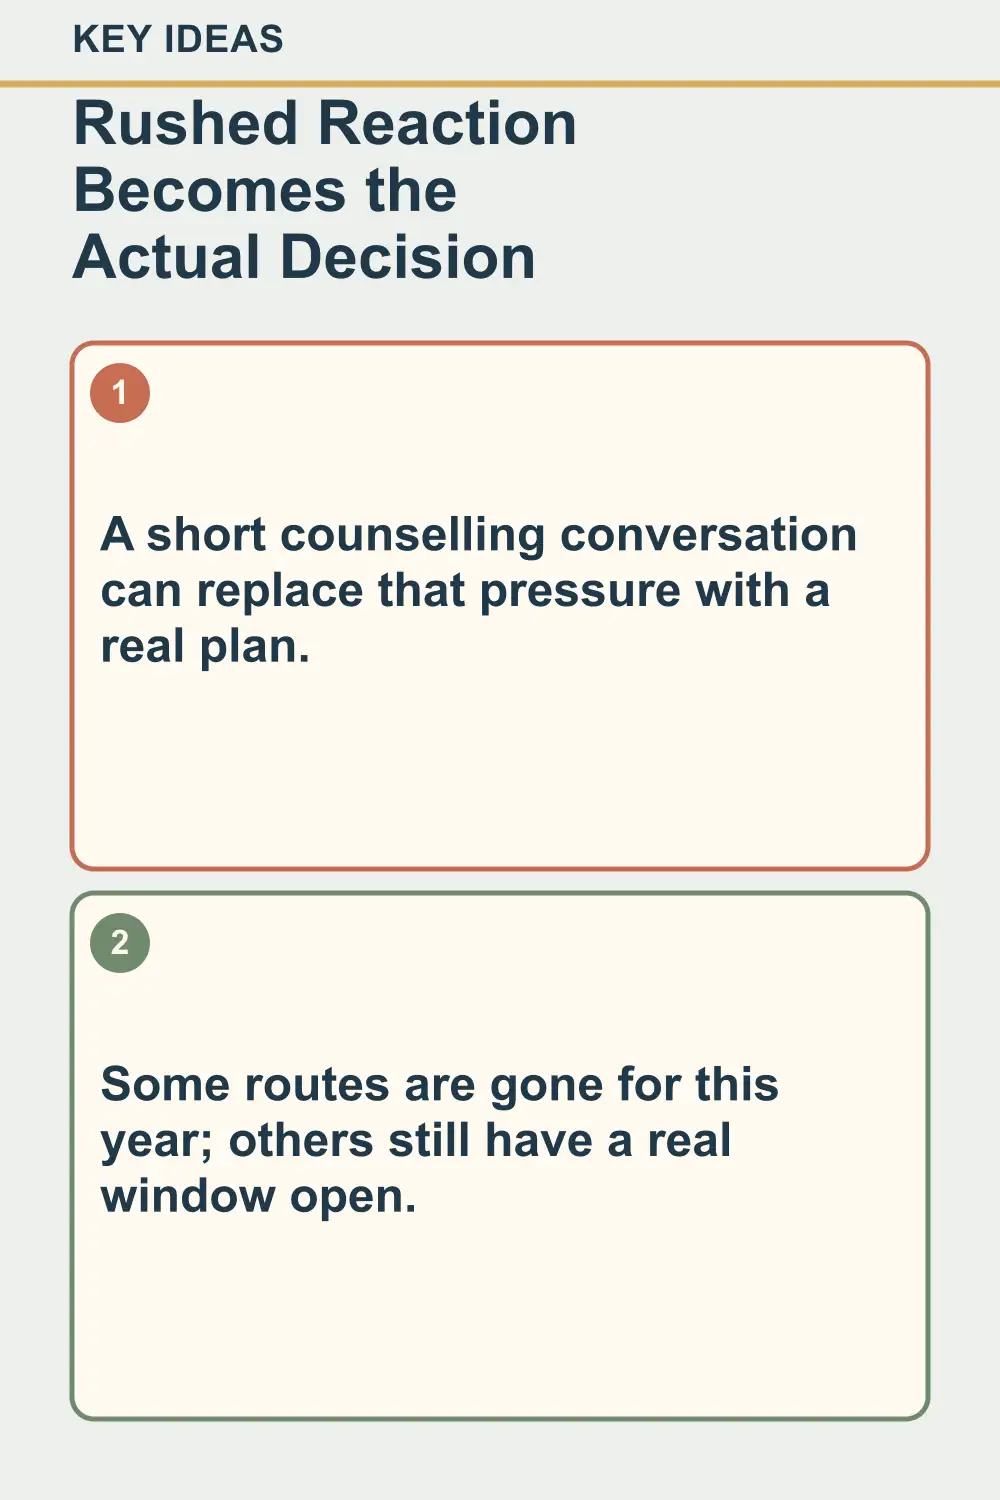 KEY IDEAS
Rushed Reaction
Becomes the
Actual Decision
1
A short counselling conversation
can replace that pressure with a
real plan.
2
Some routes are gone for this
year; others still have a real
window open.